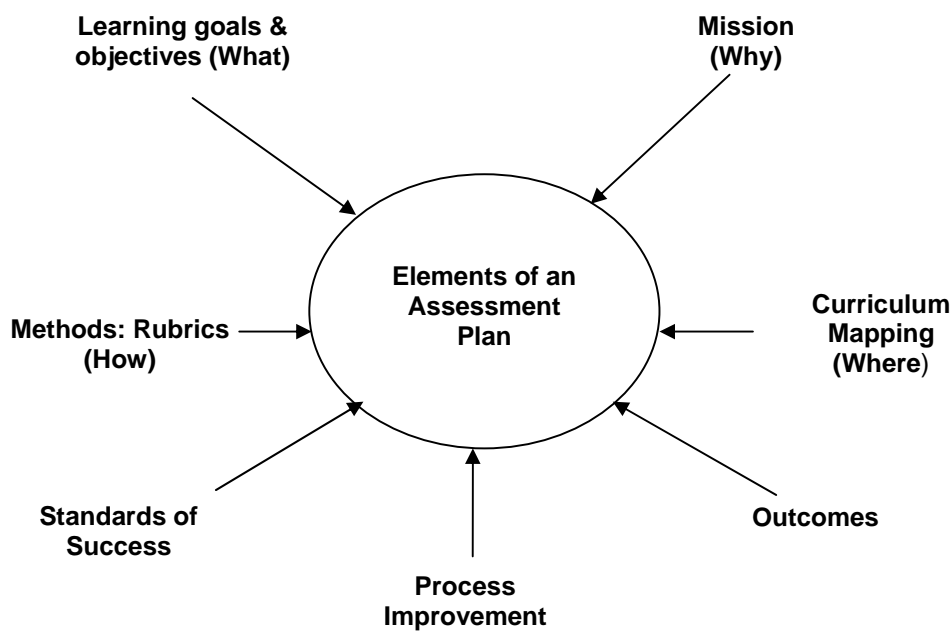 Learning goals &
objectives (What)
Mission
(Why)
Elements of an
Assessment
Plan
Methods: Rubrics
(How)
Curriculum
Mapping
(Where)
Standards of
Success
Outcomes
Process
Improvement